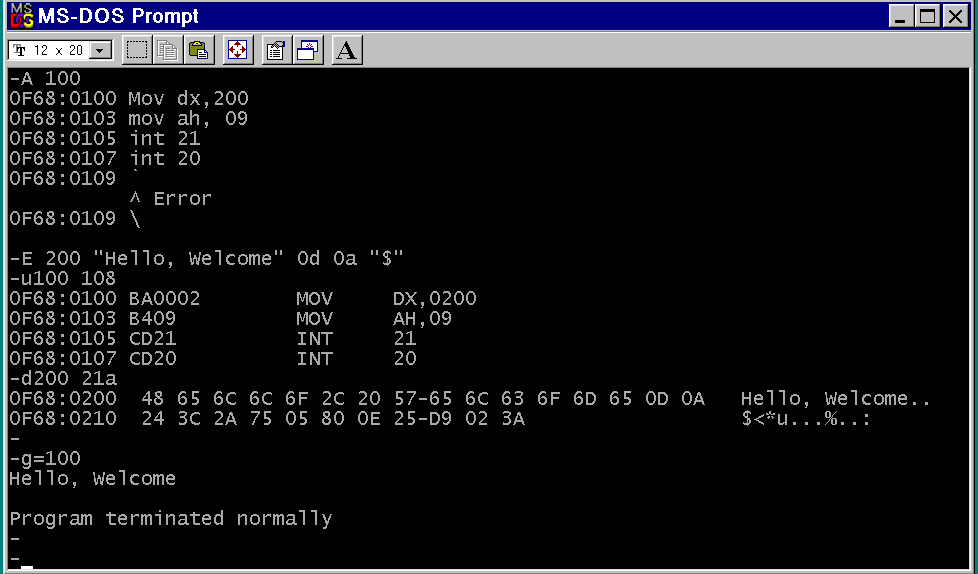 MS-DOS Prompt
12 x 20
A
-A 100
0F68:0100 Mov dx,200
0F68:0103 mov ah, 09
0F68:0105 int 21
0F68:0107 int 20
0F68:0109 `
^ Error
0F68:0109 \
-E 200 "Hello, Welcome" 0d 0a "$"
-u100 108
0F68:0100 BA0002 MOV DX,0200
0F68:0103 B409 MOV AH,09
0F68:0105 CD21 INT 21
0F68:0107 CD20 INT 20
-d200 21a
0F68:0200 48 65 6C 6C 6F 2C 20 57-65 6C 63 6F 6D 65 0D 0A Hello, Welcome..
0F68:0210 24 3C 2A 75 05 80 0E 25-D9 02 3A $<*u...%..:
-
-g=100
Hello, Welcome
Program terminated normally
-
-_